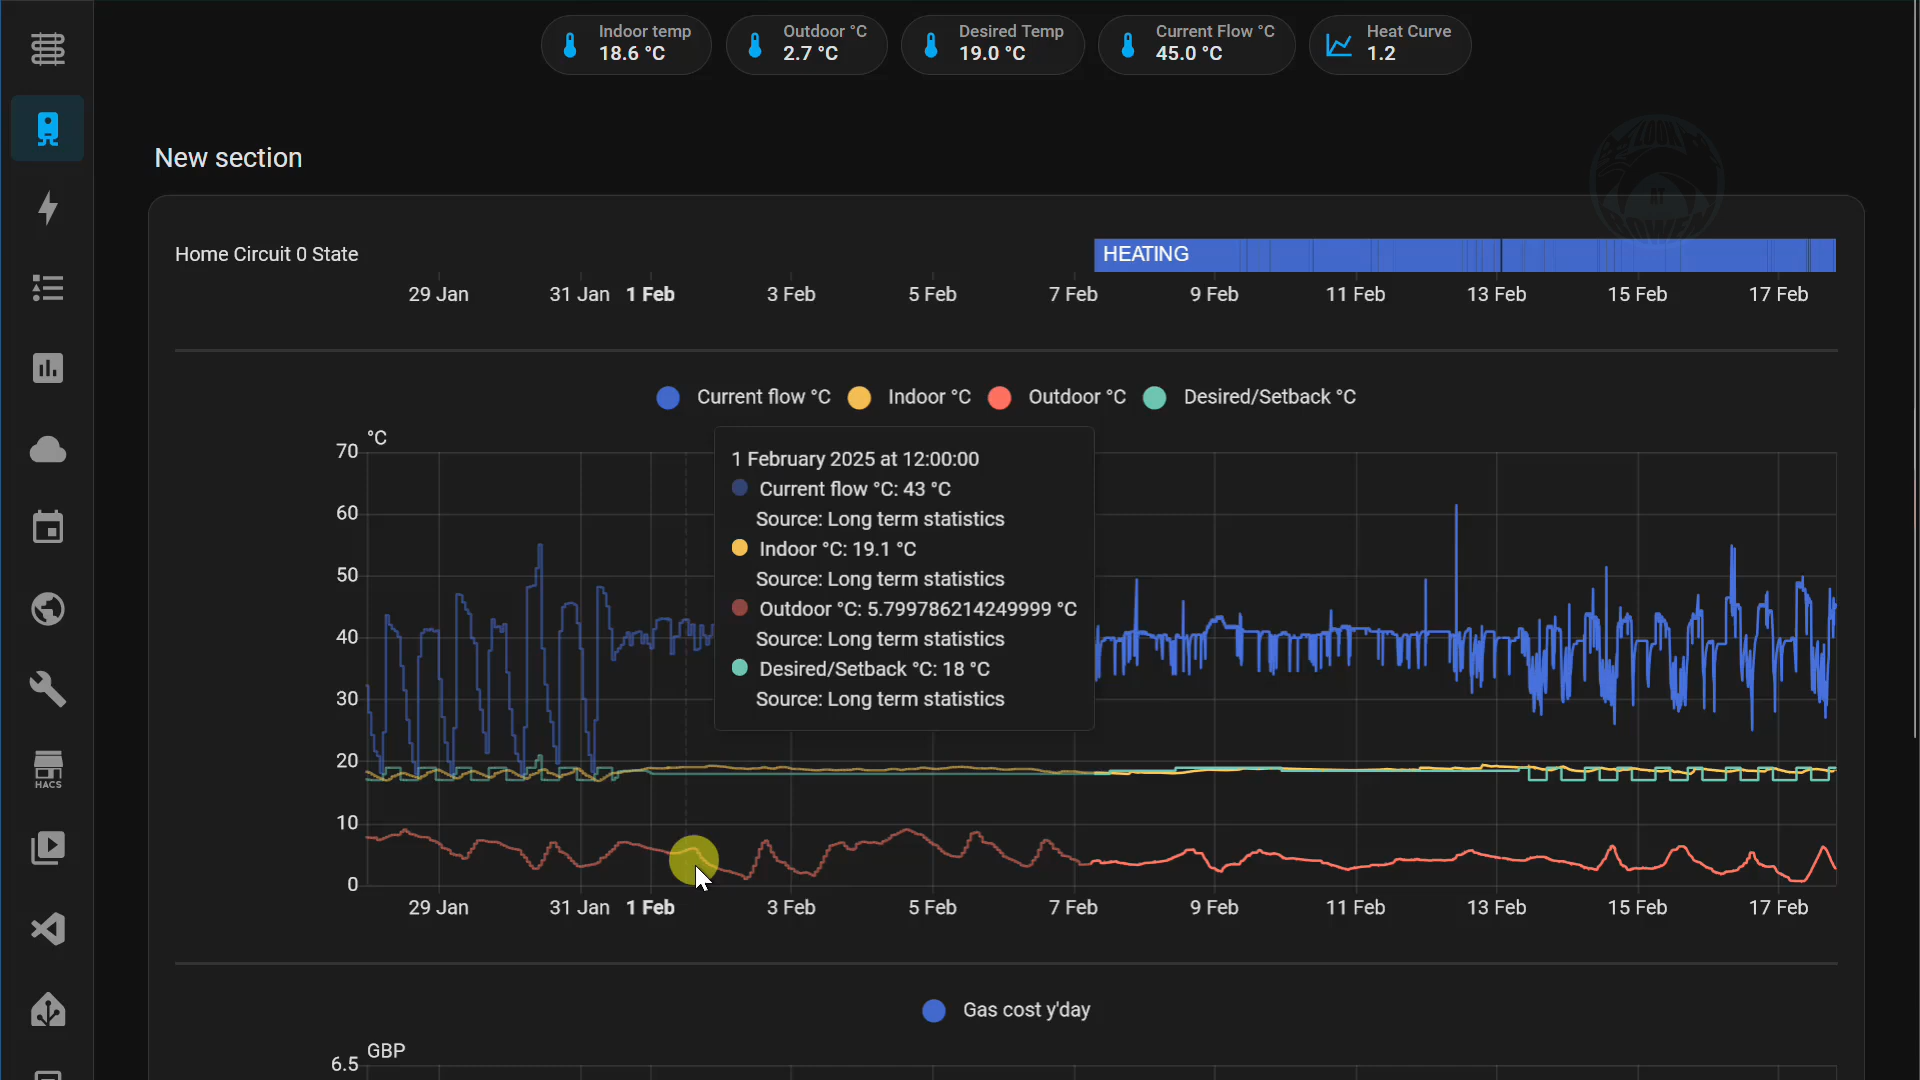 Indoor temp
18.6 °C
Outdoor °C
2.7 °C
Desired Temp
19.0 °C
Current Flow °C
45.0 °C
Heat Curve
1.2
New section
Home Circuit 0 State
HEATING
29 Jan 31 Jan 1 Feb 3 Feb 5 Feb 7 Feb 9 Feb 11 Feb 13 Feb 15 Feb 17 Feb
Current flow °C Indoor °C Outdoor °C Desired/Setback °C
°C
70
60
50
40
30
20
10
0
1 February 2025 at 12:00:00
Current flow °C: 43 °C
Source: Long term statistics
Indoor °C: 19.1 °C
Source: Long term statistics
Outdoor °C: 5.799786214249999 °C
Source: Long term statistics
Desired/Setback °C: 18 °C
Source: Long term statistics
29 Jan 31 Jan 1 Feb 3 Feb 5 Feb 7 Feb 9 Feb 11 Feb 13 Feb 15 Feb 17 Feb
HACS
Gas cost y'day
GBP
6.5